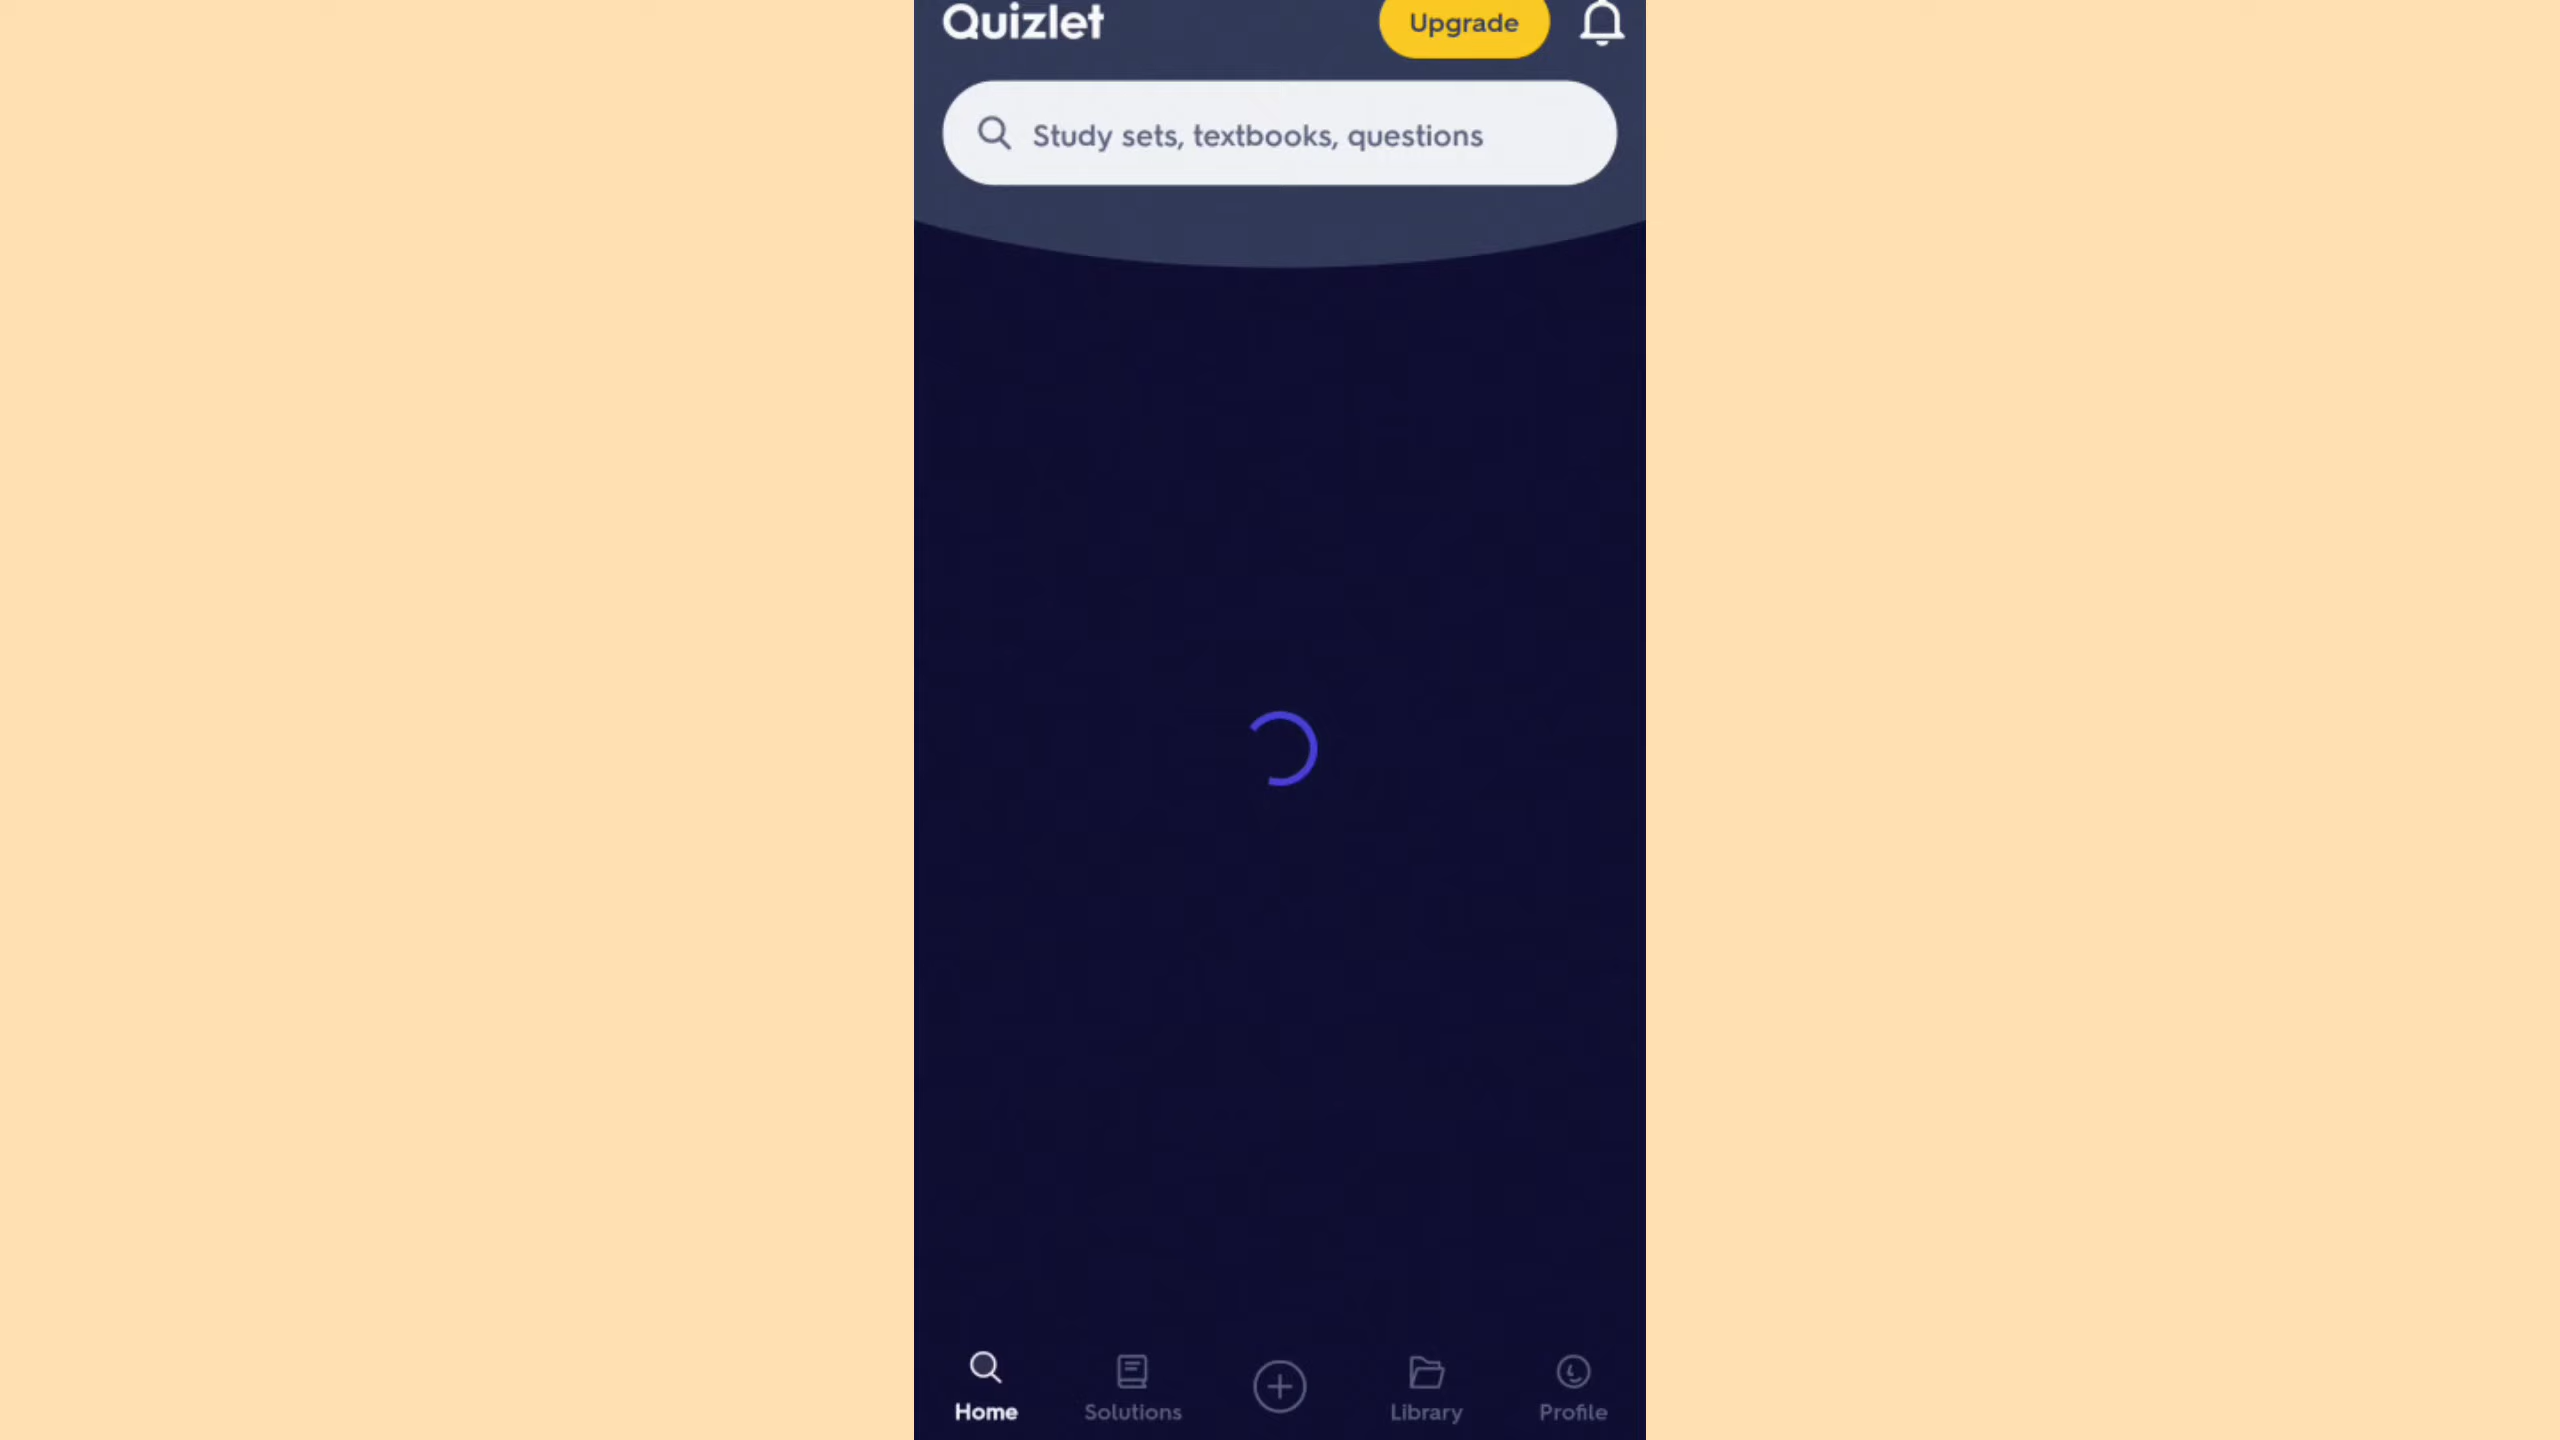 Quizlet
Upgrade
Study sets, textbooks, questions
Home
Solutions
Library
Profile